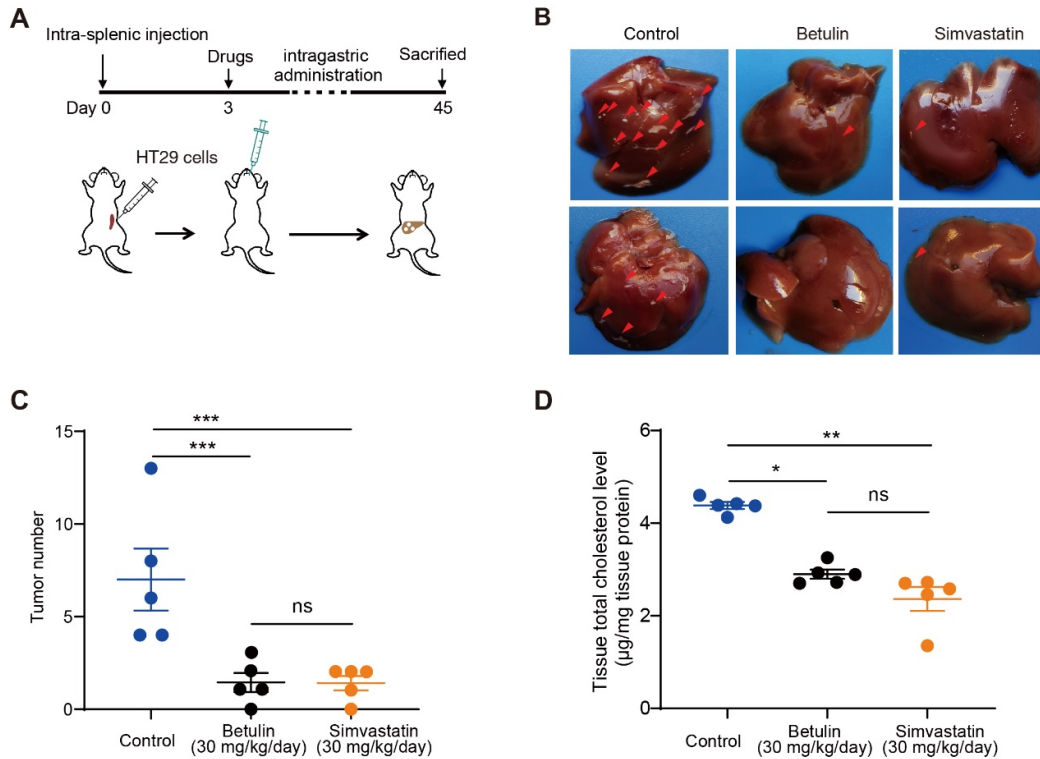 A
Intra-splenic injection
Drugs
intragastric
administration
Sacrified
Day 0
3
45
HT29 cells
B
Control
Betulin
Simvastatin
C
***
***
ns
15
10
5
0
Tumor number
Control
Betulin
(30 mg/kg/day)
Simvastatin
(30 mg/kg/day)
D
**
*
ns
6
4
2
0
Tissue total cholesterol level
(μg/mg tissue protein)
Control
Betulin
(30 mg/kg/day)
Simvastatin
(30 mg/kg/day)